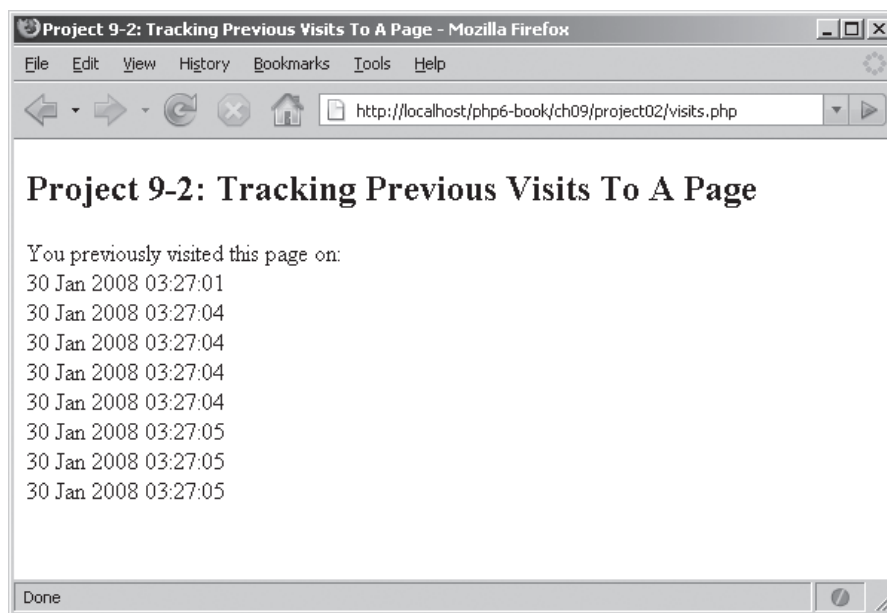 Project 9-2: Tracking Previous Visits To A Page - Mozilla Firefox
File Edit View History Bookmarks Tools Help
http://localhost/php6-book/ch09/project02/visits.php
Project 9-2: Tracking Previous Visits To A Page
You previously visited this page on:
30 Jan 2008 03:27:01
30 Jan 2008 03:27:04
30 Jan 2008 03:27:04
30 Jan 2008 03:27:04
30 Jan 2008 03:27:04
30 Jan 2008 03:27:05
30 Jan 2008 03:27:05
30 Jan 2008 03:27:05
Done